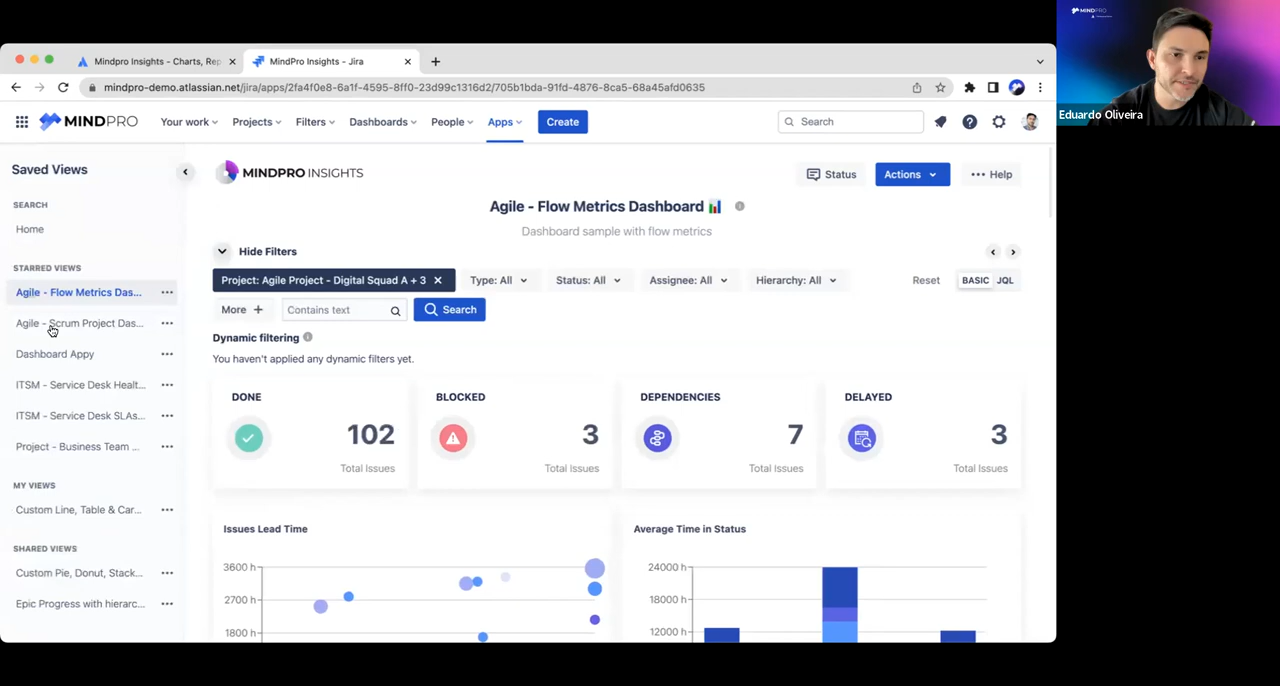 MINDPRO
Eduardo Oliveira
Mindpro Insights - Charts, Rep
MindPro Insights - Jira
mindpro-demo.atlassian.net/jira/apps/2fa4f0e8-6a1f-4595-8ff0-23d99c1316d2/705b1bda-91fd-4876-8ca5-68a45afd0635
MINDPRO
Your work
Projects
Filters
Dashboards
People
Apps
Create
Search
Saved Views
SEARCH
Home
STARRED VIEWS
Agile - Flow Metrics Das...
Agile - Scrum Project Das...
Dashboard Appy
ITSM - Service Desk Healt...
ITSM - Service Desk SLAs...
Project - Business Team ...
MY VIEWS
Custom Line, Table & Car...
SHARED VIEWS
Custom Pie, Donut, Stack...
Epic Progress with hierarc...
MINDPRO INSIGHTS
Status
Actions
Help
Agile - Flow Metrics Dashboard
Dashboard sample with flow metrics
Hide Filters
Project: Agile Project - Digital Squad A + 3
Type: All
Status: All
Assignee: All
Hierarchy: All
Reset
BASIC
JQL
More +
Contains text
Search
Dynamic filtering
You haven't applied any dynamic filters yet.
DONE
102
Total Issues
BLOCKED
3
Total Issues
DEPENDENCIES
7
Total Issues
DELAYED
3
Total Issues
Issues Lead Time
3600 h
2700 h
1800 h
Average Time in Status
24000 h
18000 h
12000 h